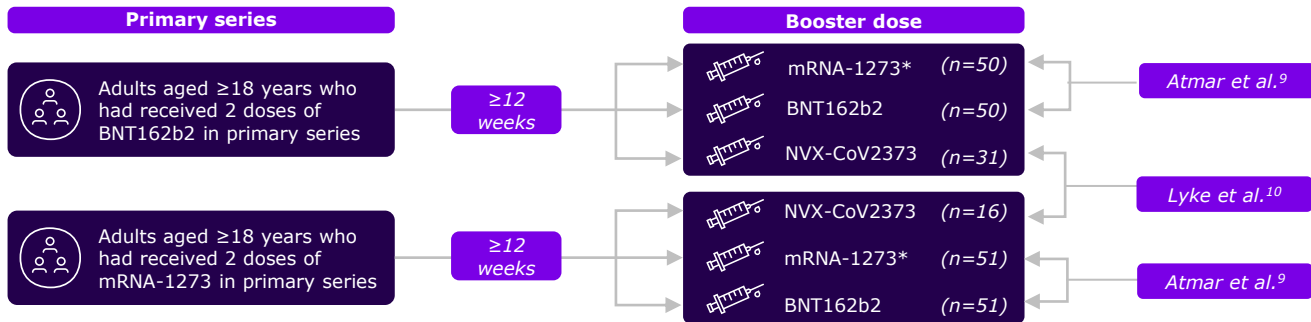 Primary series
Booster dose
Adults aged ≥18 years who
had received 2 doses of
BNT162b2 in primary series
≥12
weeks
mRNA-1273* (n=50)
BNT162b2 (n=50)
NVX-CoV2373 (n=31)
Atmar et al.⁹
Lyke et al.¹⁰
Adults aged ≥18 years who
had received 2 doses of
mRNA-1273 in primary series
≥12
weeks
NVX-CoV2373 (n=16)
mRNA-1273* (n=51)
BNT162b2 (n=51)
Atmar et al.⁹